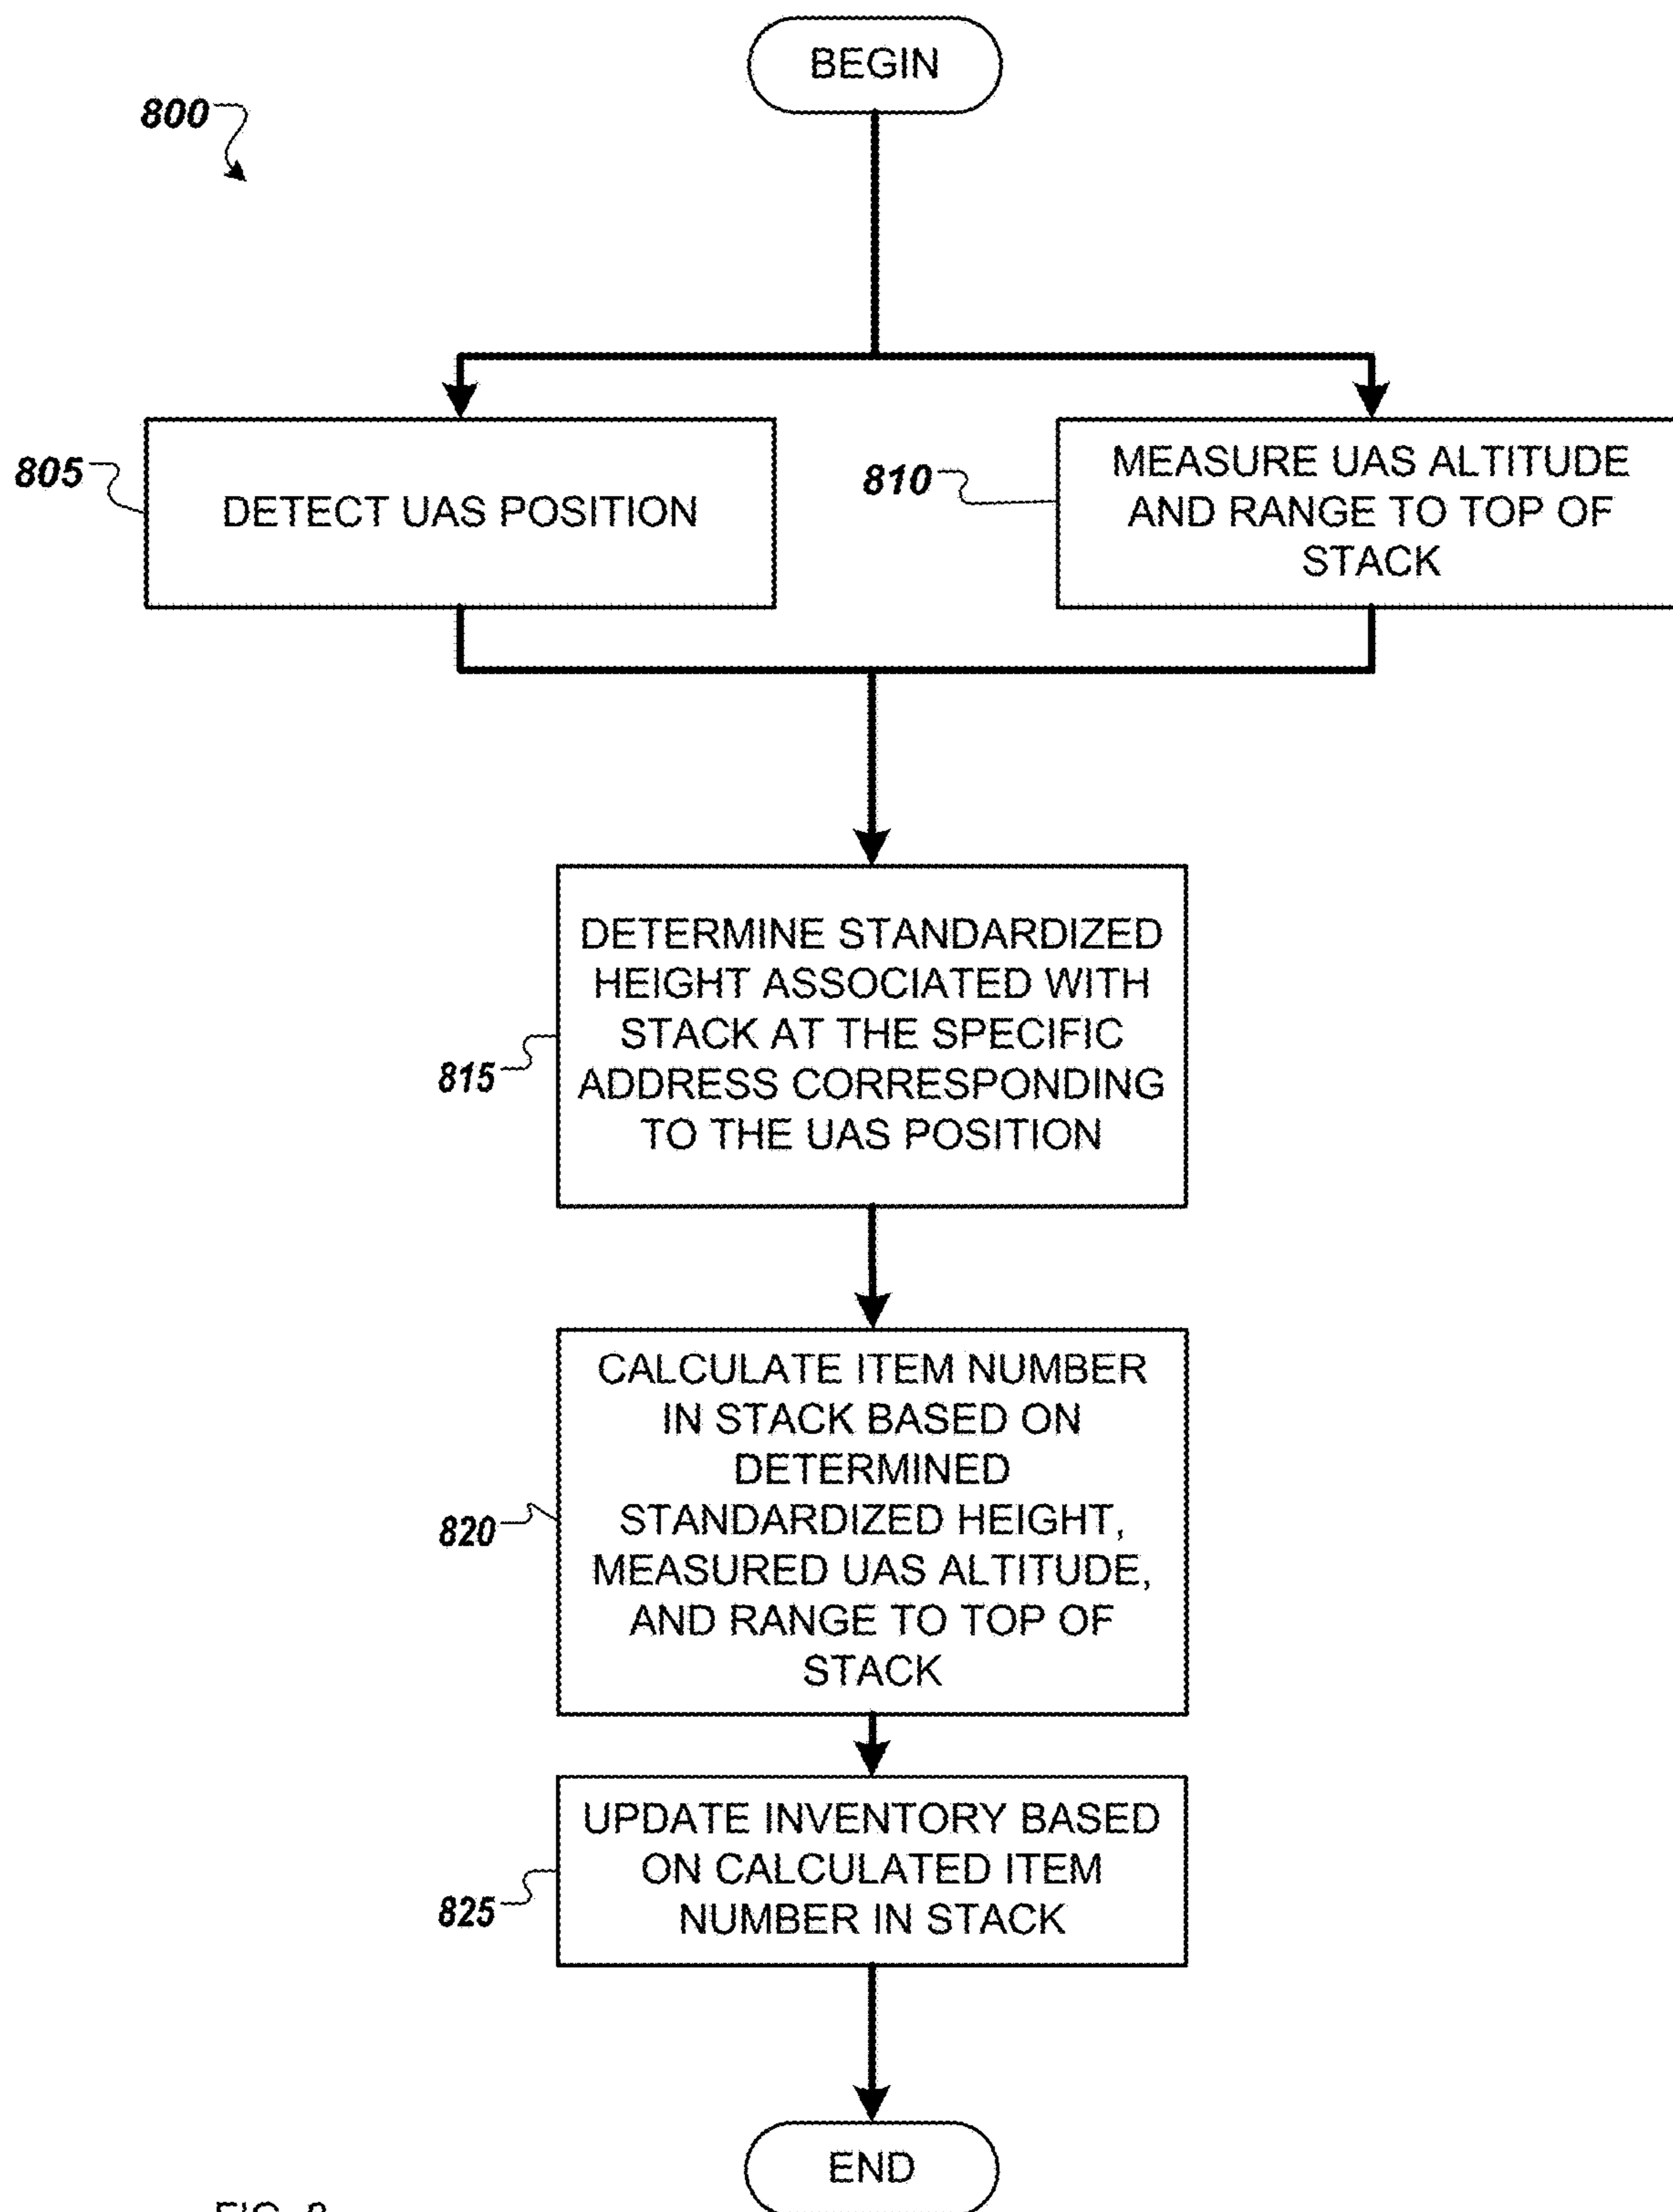 BEGIN
800
805
DETECT UAS POSITION
810
MEASURE UAS ALTITUDE
AND RANGE TO TOP OF
STACK
DETERMINE STANDARDIZED
HEIGHT ASSOCIATED WITH
STACK AT THE SPECIFIC
ADDRESS CORRESPONDING
TO THE UAS POSITION
815
CALCULATE ITEM NUMBER
IN STACK BASED ON
DETERMINED
STANDARDIZED HEIGHT,
MEASURED UAS ALTITUDE,
AND RANGE TO TOP OF
STACK
820
UPDATE INVENTORY BASED
ON CALCULATED ITEM
NUMBER IN STACK
825
END
FIG. 8